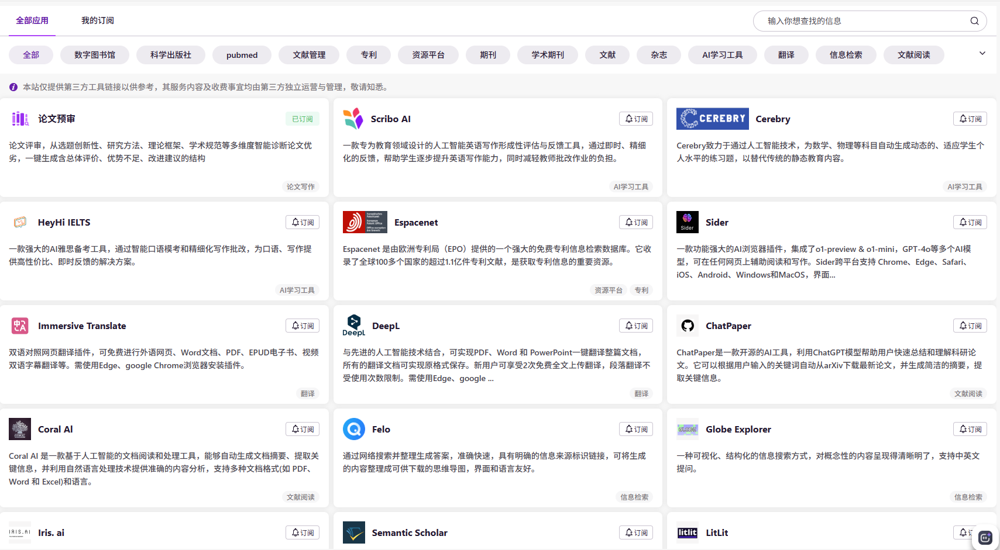 全部应用 我的订阅 输入你想查找的信息
全部 数字图书馆 科学出版社 pubmed 文献管理 专利 资源平台 期刊 学术期刊 文献 杂志 AI学习工具 翻译 信息检索 文献阅读
本站仅提供第三方工具链接以供参考，其服务内容及收费事宜均由第三方独立运营与管理，敬请知悉。
论文预审 已订阅
论文评审，从选题创新性、研究方法、理论框架、学术规范等多维度智能诊断论文优
劣，一键生成含总体评价、优势不足、改进建议的结构
论文写作
Scribo AI 订阅
一款专为教育领域设计的人工智能英语写作形成性评估与反馈工具，通过即时、精细
化的反馈，帮助学生逐步提升英语写作能力，同时减轻教师批改作业的负担。
AI学习工具
CEREBRY Cerebry 订阅
Cerebry致力于通过人工智能技术，为数学、物理等科目自动生成动态的、适应学生个
人水平的练习题，以替代传统的静态教育内容。
AI学习工具
HeyHi IELTS 订阅
一款强大的AI雅思备考工具，通过智能口语模考和精细化写作批改，为口语、写作提
供高性价比、即时反馈的解决方案。
AI学习工具
Espacenet 订阅
Espacenet 是由欧洲专利局（EPO）提供的一个强大的免费专利信息检索数据库。它收
录了全球100多个国家的超过1.1亿件专利文献，是获取专利信息的重要资源。
资源平台 专利
Sider Sider 订阅
一款功能强大的AI浏览器插件，集成了o1-preview & o1-mini，GPT-4o等多个AI模
型，可在任何网页上辅助阅读和写作。Sider跨平台支持 Chrome、Edge、Safari、
iOS、Android、Windows和MacOS，界面...
Immersive Translate 订阅
双语对照网页翻译插件，可免费进行外语网页、Word文档、PDF、EPUD电子书、视频
双语字幕翻译等。需使用Edge、google Chrome浏览器安装插件。
翻译
DeepL DeepL 订阅
与先进的人工智能技术结合，可实现PDF、Word 和 PowerPoint一键翻译整篇文档，
所有的翻译文档可实现原格式保存。新用户可享受2次免费全文上传翻译，段落翻译不
受使用次数限制。需使用Edge、google ...
翻译
ChatPaper 订阅
ChatPaper是一款开源的AI工具，利用ChatGPT模型帮助用户快速总结和理解科研论
文。它可以根据用户输入的关键词自动从arXiv下载最新论文，并生成简洁的摘要，提
取关键信息。
文献阅读
CORAL Coral Al 订阅
Coral AI 是一款基于人工智能的文档阅读和处理工具，能够自动生成文档摘要、提取关
键信息，并利用自然语言处理技术提供准确的内容分析，支持多种文档格式(如 PDF、
Word 和 Excel)和语言。
文献阅读
Felo 订阅
通过网络搜索并整理生成答案，准确快速，具有明确的信息来源标识链接，可将生成
的内容整理成可供下载的思维导图，界面和语言友好。
信息检索
GLOBE Globe Explorer 订阅
一种可视化、结构化的信息搜索方式，对概念性的内容呈现得清晰明了，支持中英文
提问。
信息检索
IRIS.AI Iris. ai 订阅
Semantic Scholar 订阅
litlit LitLit